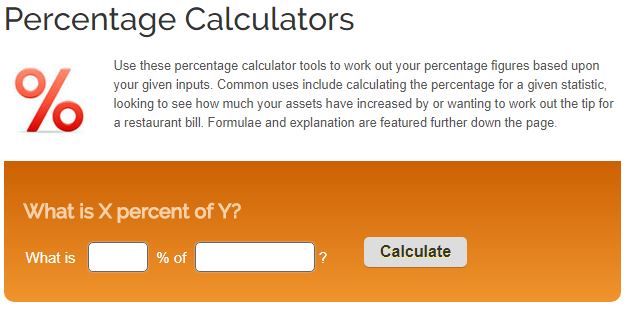 Percentage Calculators
%
Use these percentage calculator tools to work out your percentage figures based upon
your given inputs. Common uses include calculating the percentage for a given statistic,
looking to see how much your assets have increased by or wanting to work out the tip for
a restaurant bill. Formulae and explanation are featured further down the page.
What is X percent of Y?
What is % of ? Calculate